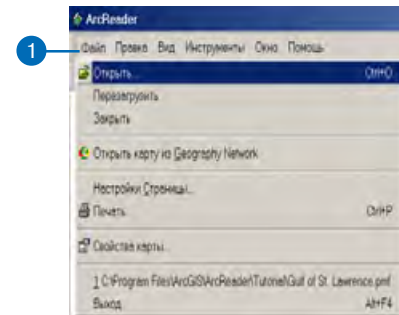 ArcReader
1
Файл Правка Вид Инструменты Окно Помощь
Открыть... Ctrl+O
Перезагрузить
Закрыть
Открыть карту из Geography Network
Настройки Страницы...
Печать Ctrl+P
Свойства карты...
1 C:\Program Files\ArcGIS\ArcReader\Tutorial\Gulf of St. Lawrence.pmf
Выход Alt+F4